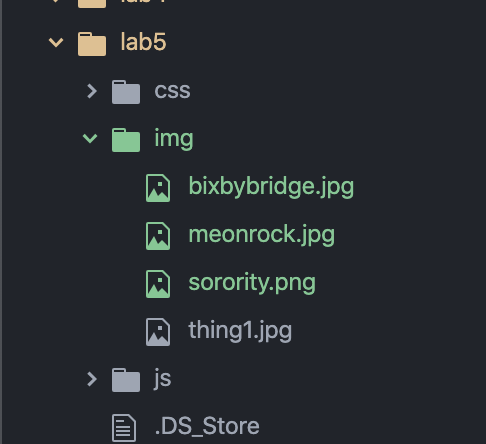 lab5
css
img
bixbybridge.jpg
meonrock.jpg
sorority.png
thing1.jpg
js
.DS_Store